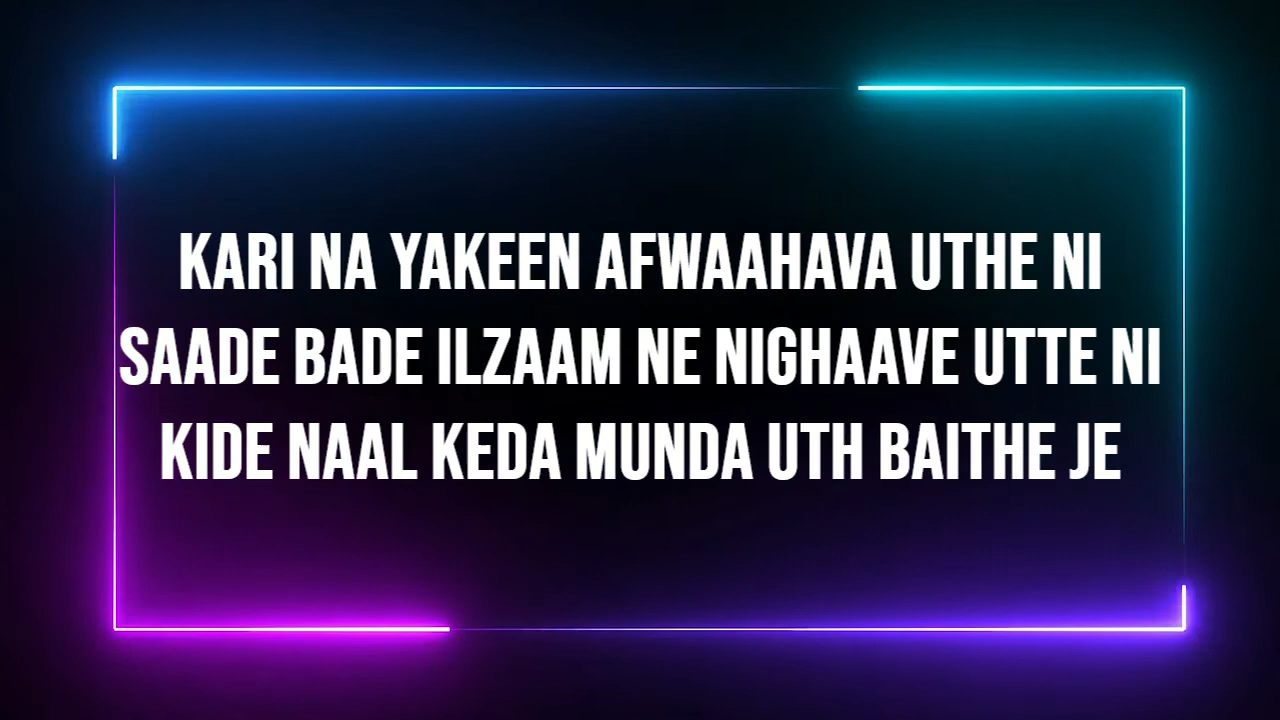 KARI NA YAKEEN AFWAAHAVA UTHE NI
SAADE BADE ILZAAM NE NIGHAAVE UTTE NI
KIDE NAAL KEDA MUNDA UTH BAITHE JE